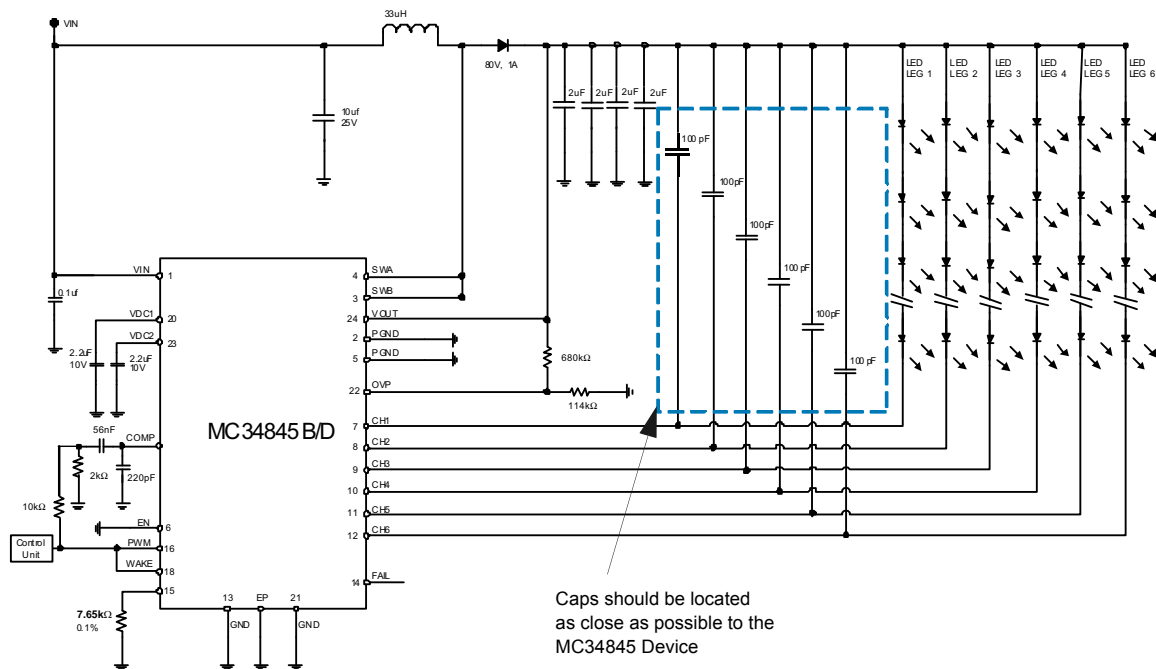 VIN
33uH
80V, 1A
10uf
25V
2uF
2uF
2uF
2uF
100 pF
100pF
100pF
100pF
100pF
100 pF
LED
LEG 1
LED
LEG 2
LED
LEG 3
LED
LEG 4
LED
LEG 5
LED
LEG 6
VIN
1
0.1uf
VDC1
20
VDC2
23
2.2uF
10V
2.2uF
10V
4
SWA
3
SWB
24
VOUT
2
PGND
5
PGND
680kΩ
22
OVP
114kΩ
MC34845 B/D
7
CH1
8
CH2
9
CH3
10
CH4
11
CH5
12
CH6
14
FAIL
56nF
COMP
2kΩ
220pF
10kΩ
EN
6
Control
Unit
PWM
16
WAKE
18
15
7.65kΩ
0.1%
13
EP
21
GND
GND
Caps should be located
as close as possible to the
MC34845 Device